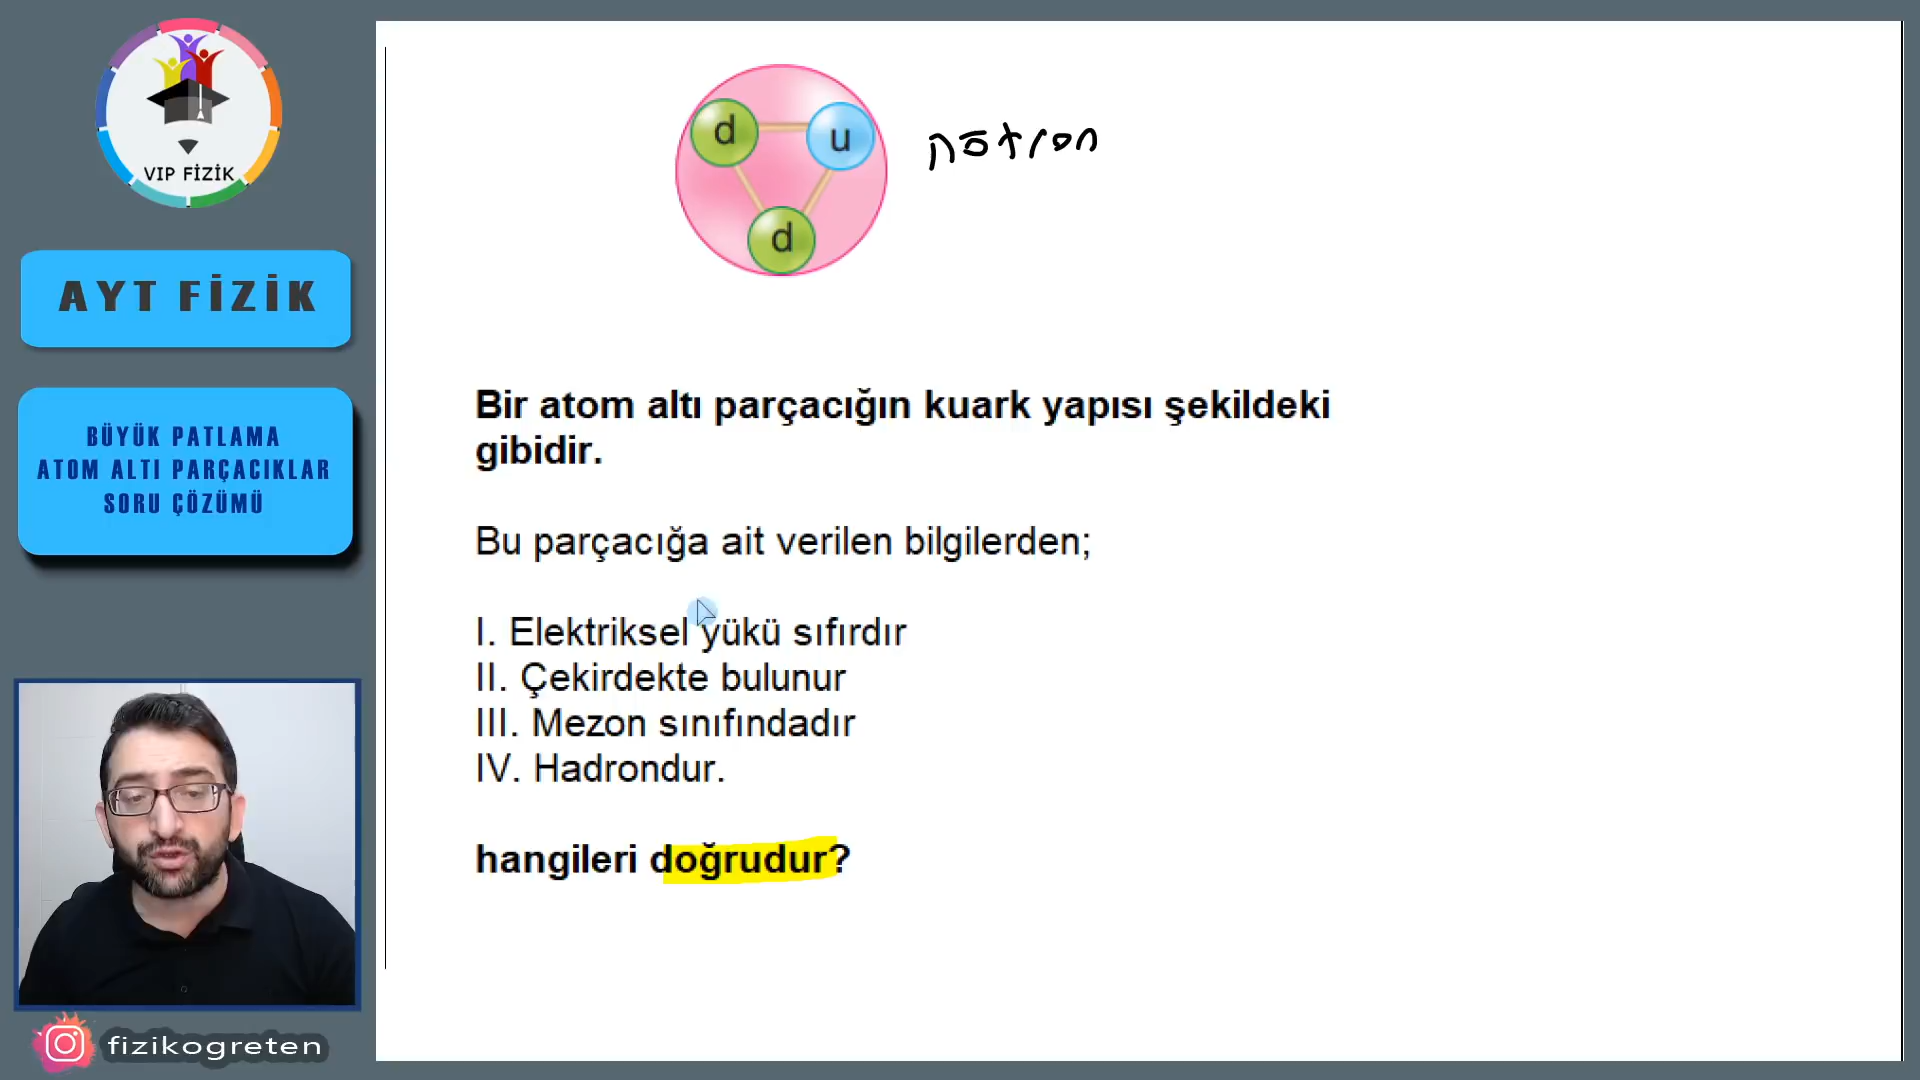 VIP FİZİK
AYT FİZİK
BÜYÜK PATLAMA
ATOM ALTI PARÇACIKLAR
SORU ÇÖZÜMÜ
fizikogreten
d
u
d
nötron
Bir atom altı parçacığın kuark yapısı şekildeki
gibidir.
Bu parçacığa ait verilen bilgilerden;
I. Elektriksel yükü sıfırdır
II. Çekirdekte bulunur
III. Mezon sınıfındadır
IV. Hadrondur.
hangileri doğrudur?